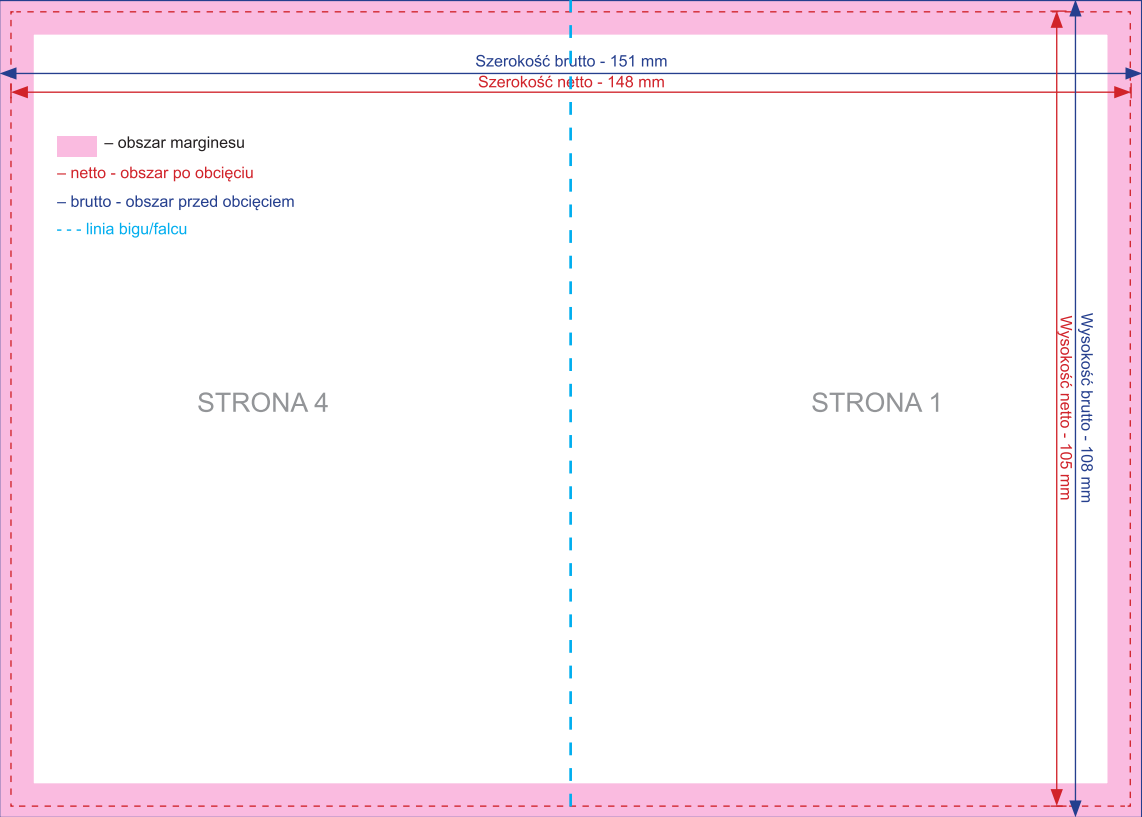 Szerokość brutto - 151 mm
Szerokość netto - 148 mm
– obszar marginesu
– netto - obszar po obcięciu
– brutto - obszar przed obcięciem
- - - linia bigu/falcu
STRONA 4
STRONA 1
Wysokość netto - 105 mm
Wysokość brutto - 108 mm